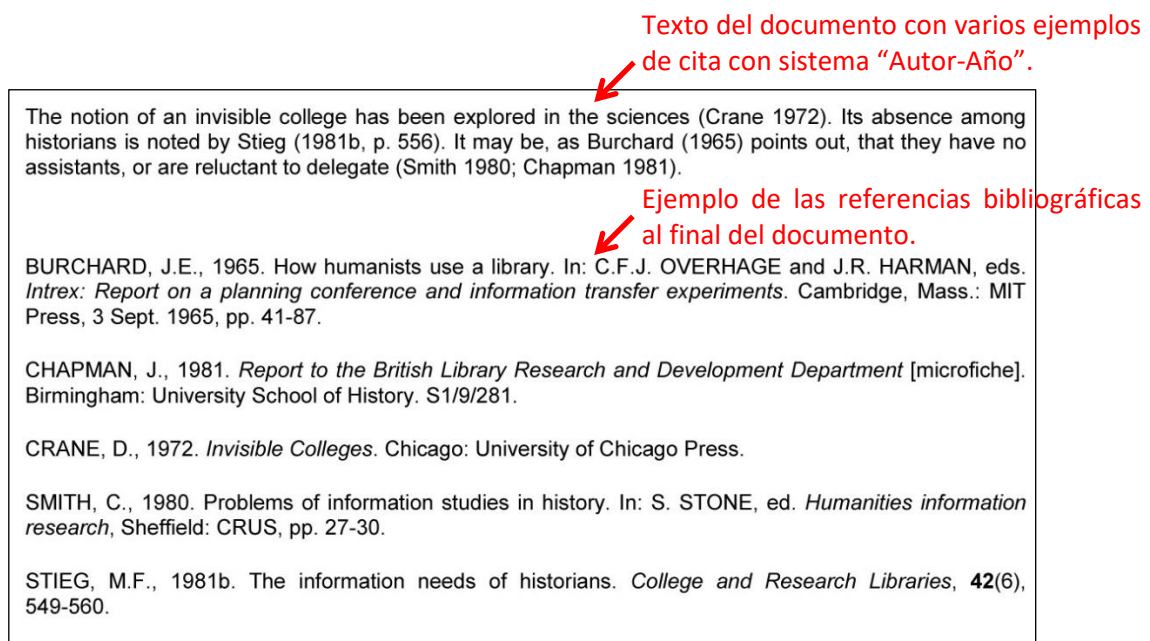 Texto del documento con varios ejemplos
de cita con sistema “Autor-Año”.
The notion of an invisible college has been explored in the sciences (Crane 1972). Its absence among
historians is noted by Stieg (1981b, p. 556). It may be, as Burchard (1965) points out, that they have no
assistants, or are reluctant to delegate (Smith 1980; Chapman 1981).
Ejemplo de las referencias bibliográficas
al final del documento.
BURCHARD, J.E., 1965. How humanists use a library. In: C.F.J. OVERHAGE and J.R. HARMAN, eds.
Intrex: Report on a planning conference and information transfer experiments. Cambridge, Mass.: MIT
Press, 3 Sept. 1965, pp. 41-87.
CHAPMAN, J., 1981. Report to the British Library Research and Development Department [microfiche].
Birmingham: University School of History. S1/9/281.
CRANE, D., 1972. Invisible Colleges. Chicago: University of Chicago Press.
SMITH, C., 1980. Problems of information studies in history. In: S. STONE, ed. Humanities information
research, Sheffield: CRUS, pp. 27-30.
STIEG, M.F., 1981b. The information needs of historians. College and Research Libraries, 42(6),
549-560.